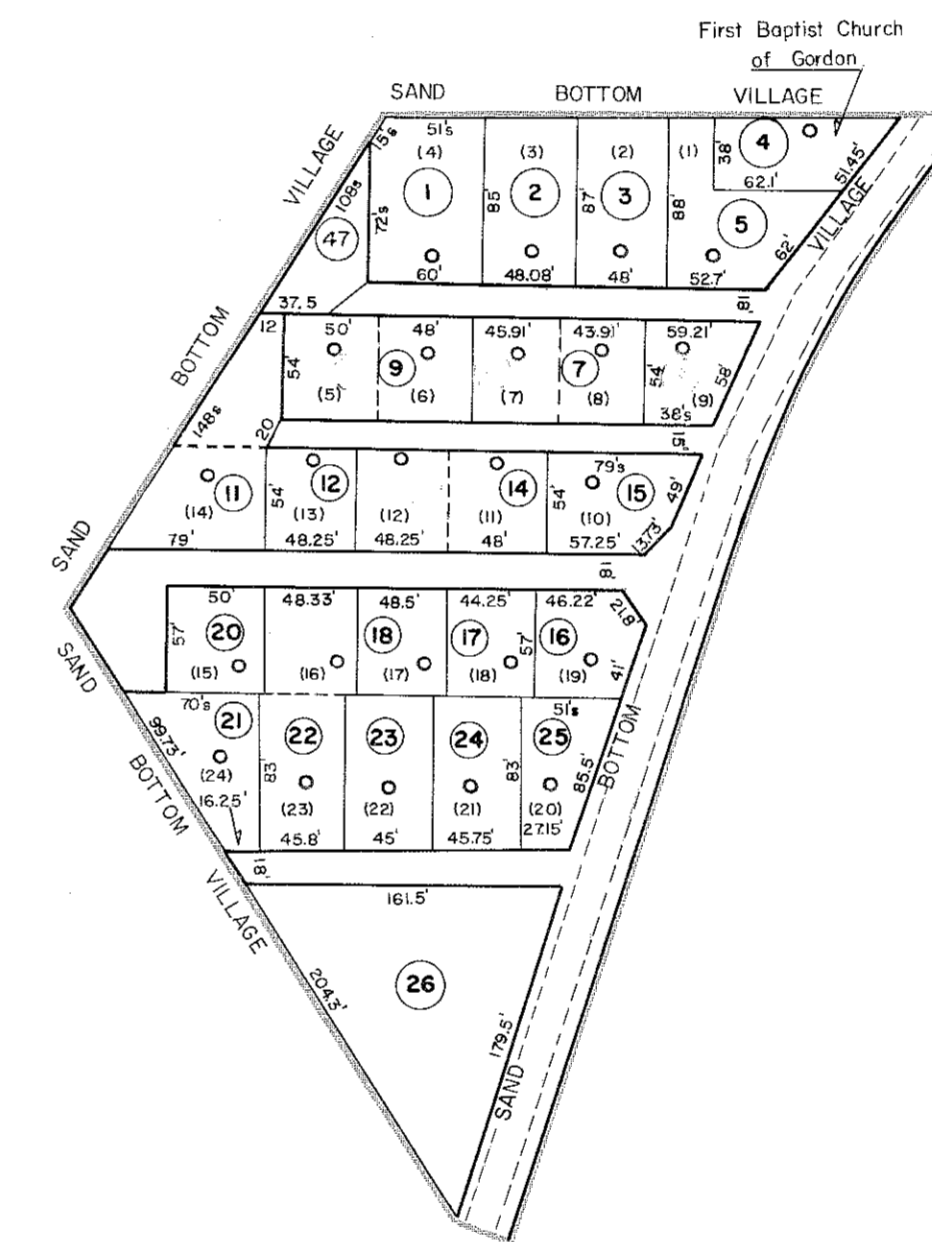 First Baptist Church
of Gordon
SAND BOTTOM VILLAGE
SAND BOTTOM VILLAGE
15's 51's
(4) (3) (2) (1) 38' 4
62.1' 51.45'
108s 72's 1 85' 2 87' 3 88' 5 62' VILLAGE
47
60' 48.08' 48' 52.7'
37.5 18'
12 50' 48' 45.91' 43.91' 59.21'
54' 9 7 54' 58'
(5) (6) (7) (8) (9)
38's
148s 20 15'
79's
11 54' 12 14 54' 15 49'
(14) (13) (12) (11) (10)
79' 48.25' 48.25' 48' 57.25' 13.73'
18'
50' 48.33' 48.5' 44.25' 46.22' 21.8'
57' 20 18 17 57' 16
(15) (16) (17) (18) (19) 41'
SAND BOTTOM VILLAGE
70's 51's
99.73' 21 22 23 24 25
(24) 83' 83' 85.5'
16.25' (23) (22) (21) (20)
45.8' 45' 45.75' 27.15'
18'
161.5'
26
204.3' 179.5'
SAND BOTTOM